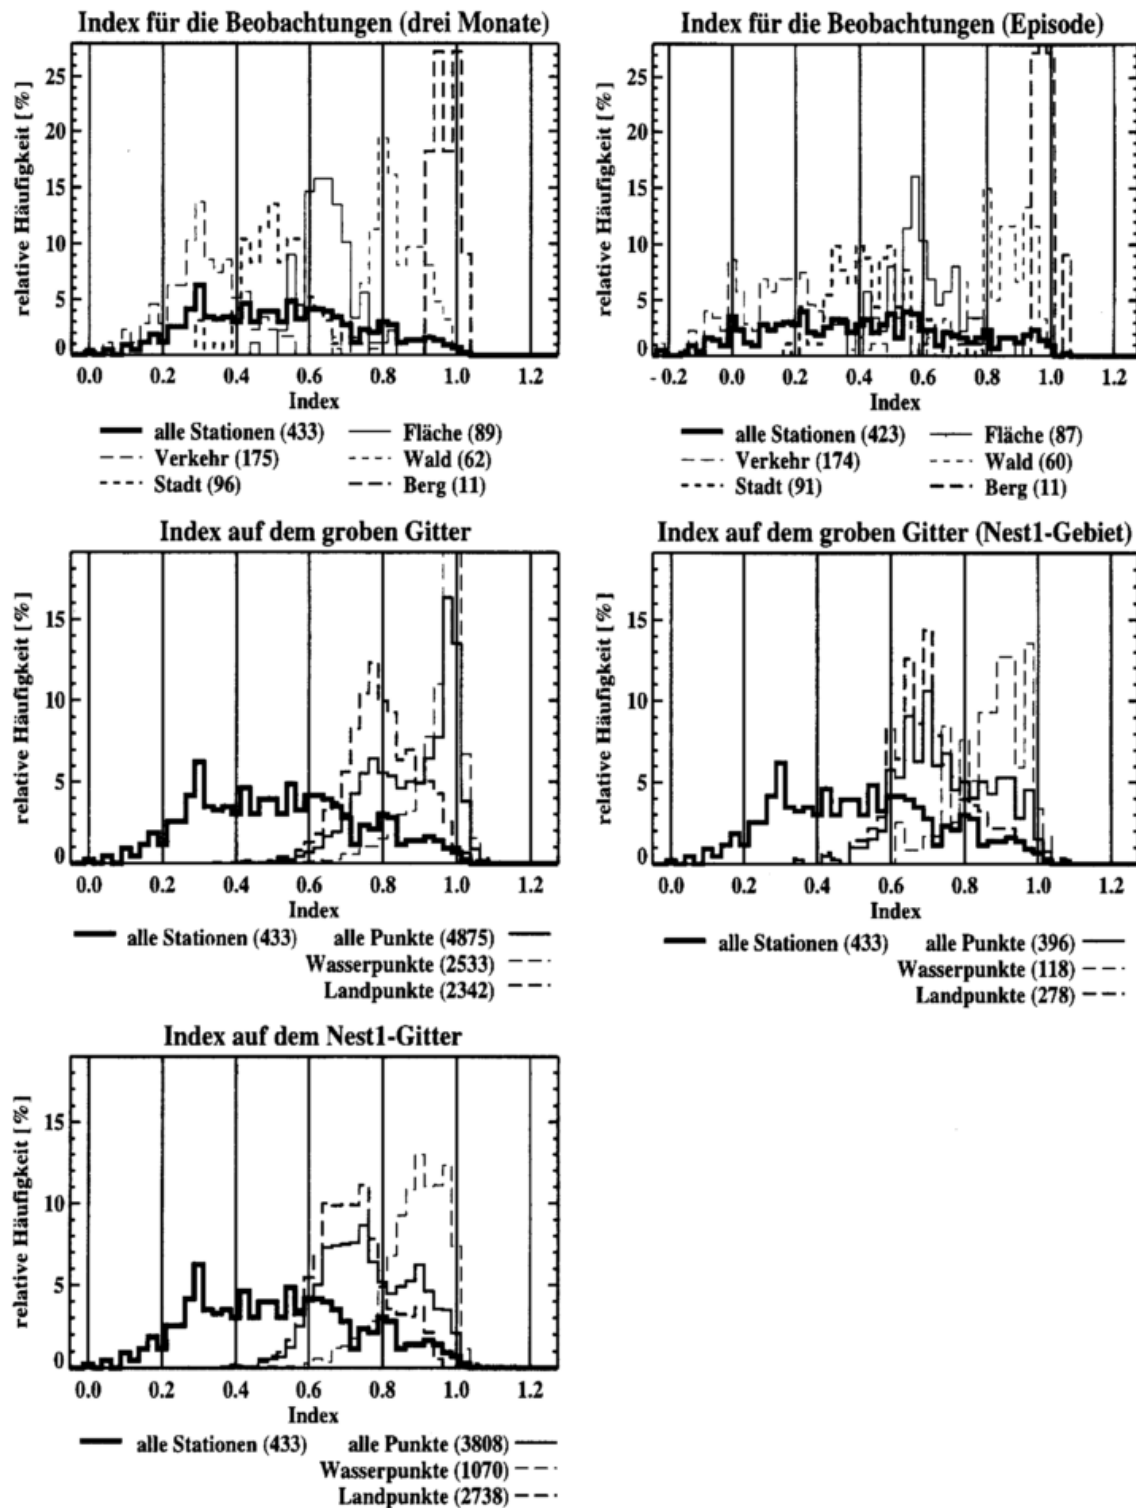 Index für die Beobachtungen (drei Monate)
relative Häufigkeit [%]
25
20
15
10
5
0
0.0 0.2 0.4 0.6 0.8 1.0 1.2
Index
alle Stationen (433) Fläche (89)
Verkehr (175) Wald (62)
Stadt (96) Berg (11)
Index für die Beobachtungen (Episode)
relative Häufigkeit [%]
25
20
15
10
5
0
-0.2 0.0 0.2 0.4 0.6 0.8 1.0 1.2
Index
alle Stationen (423) Fläche (87)
Verkehr (174) Wald (60)
Stadt (91) Berg (11)
Index auf dem groben Gitter
relative Häufigkeit [%]
15
10
5
0
0.0 0.2 0.4 0.6 0.8 1.0 1.2
Index
alle Stationen (433) alle Punkte (4875)
Wasserpunkte (2533)
Landpunkte (2342)
Index auf dem groben Gitter (Nest1-Gebiet)
relative Häufigkeit [%]
15
10
5
0
0.0 0.2 0.4 0.6 0.8 1.0 1.2
Index
alle Stationen (433) alle Punkte (396)
Wasserpunkte (118)
Landpunkte (278)
Index auf dem Nest1-Gitter
relative Häufigkeit [%]
15
10
5
0
0.0 0.2 0.4 0.6 0.8 1.0 1.2
Index
alle Stationen (433) alle Punkte (3808)
Wasserpunkte (1070)
Landpunkte (2738)